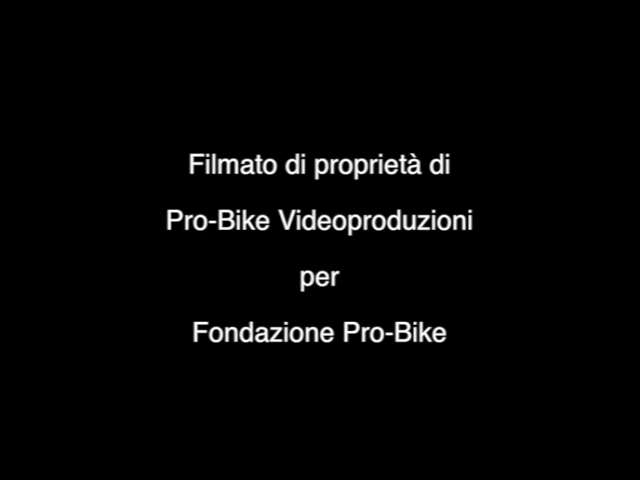 Filmato di proprietà di
Pro-Bike Videoproduzioni
per
Fondazione Pro-Bike